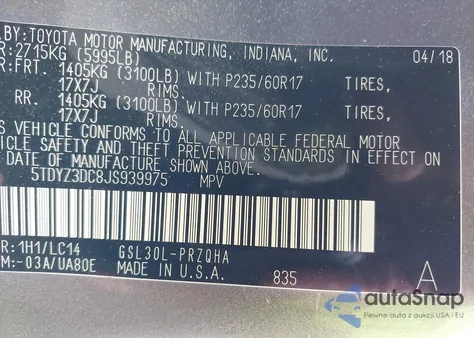 BY: TOYOTA MOTOR MANUFACTURING, INDIANA, INC. 04/18
R: 2715KG (5995LB)
R: FRT. 1405KG (3100LB) WITH P235/60R17 TIRES,
17X7J RIMS.
RR. 1405KG (3100LB) WITH P235/60R17 TIRES,
17X7J RIMS.
S VEHICLE CONFORMS TO ALL APPLICABLE FEDERAL MOTOR
ICLE SAFETY, BUMPER, AND THEFT PREVENTION STANDARDS IN EFFECT
DATE OF MANUFACTURE SHOWN ABOVE.
5TDYZ3DC8JS939975 MPV
R: 1H1/LC14 GSL30L-PRZQHA
M: -03A/UA80E MADE IN U.S.A. 835 A
autoSnap
Pewne auta z aukcji USA i EU